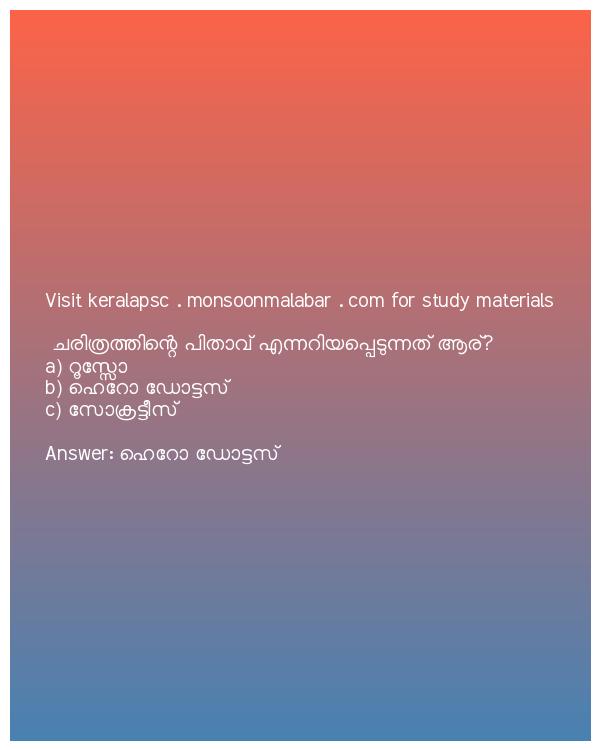 Visit keralapsc . monsoonmalabar . com for study materials
ചരിത്രത്തിന്റെ പിതാവ് എന്നറിയപ്പെടുന്നത് ആര്?
a) റൂസ്സോ
b) ഹെറോ ഡോട്ടസ്
c) സോക്രട്ടീസ്
Answer: ഹെറോ ഡോട്ടസ്